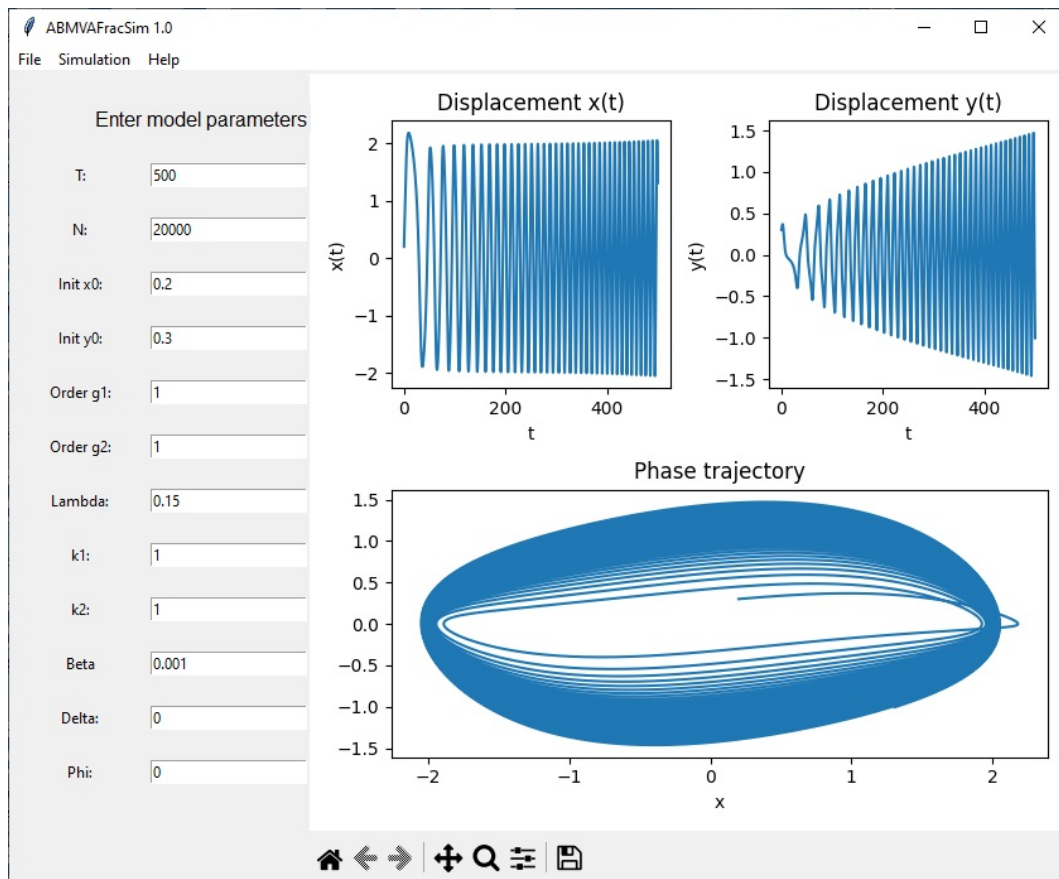 ABMVAFracSim 1.0
File Simulation Help
Enter model parameters
T: 500
N: 20000
Init x0: 0.2
Init y0: 0.3
Order g1: 1
Order g2: 1
Lambda: 0.15
k1: 1
k2: 1
Beta 0.001
Delta: 0
Phi: 0
Displacement x(t)
x(t)
2
1
0
−1
−2
0 200 400
t
Displacement y(t)
y(t)
1.5
1.0
0.5
0.0
−0.5
−1.0
−1.5
0 200 400
t
Phase trajectory
1.5
1.0
0.5
0.0
−0.5
−1.0
−1.5
−2 −1 0 1 2
x